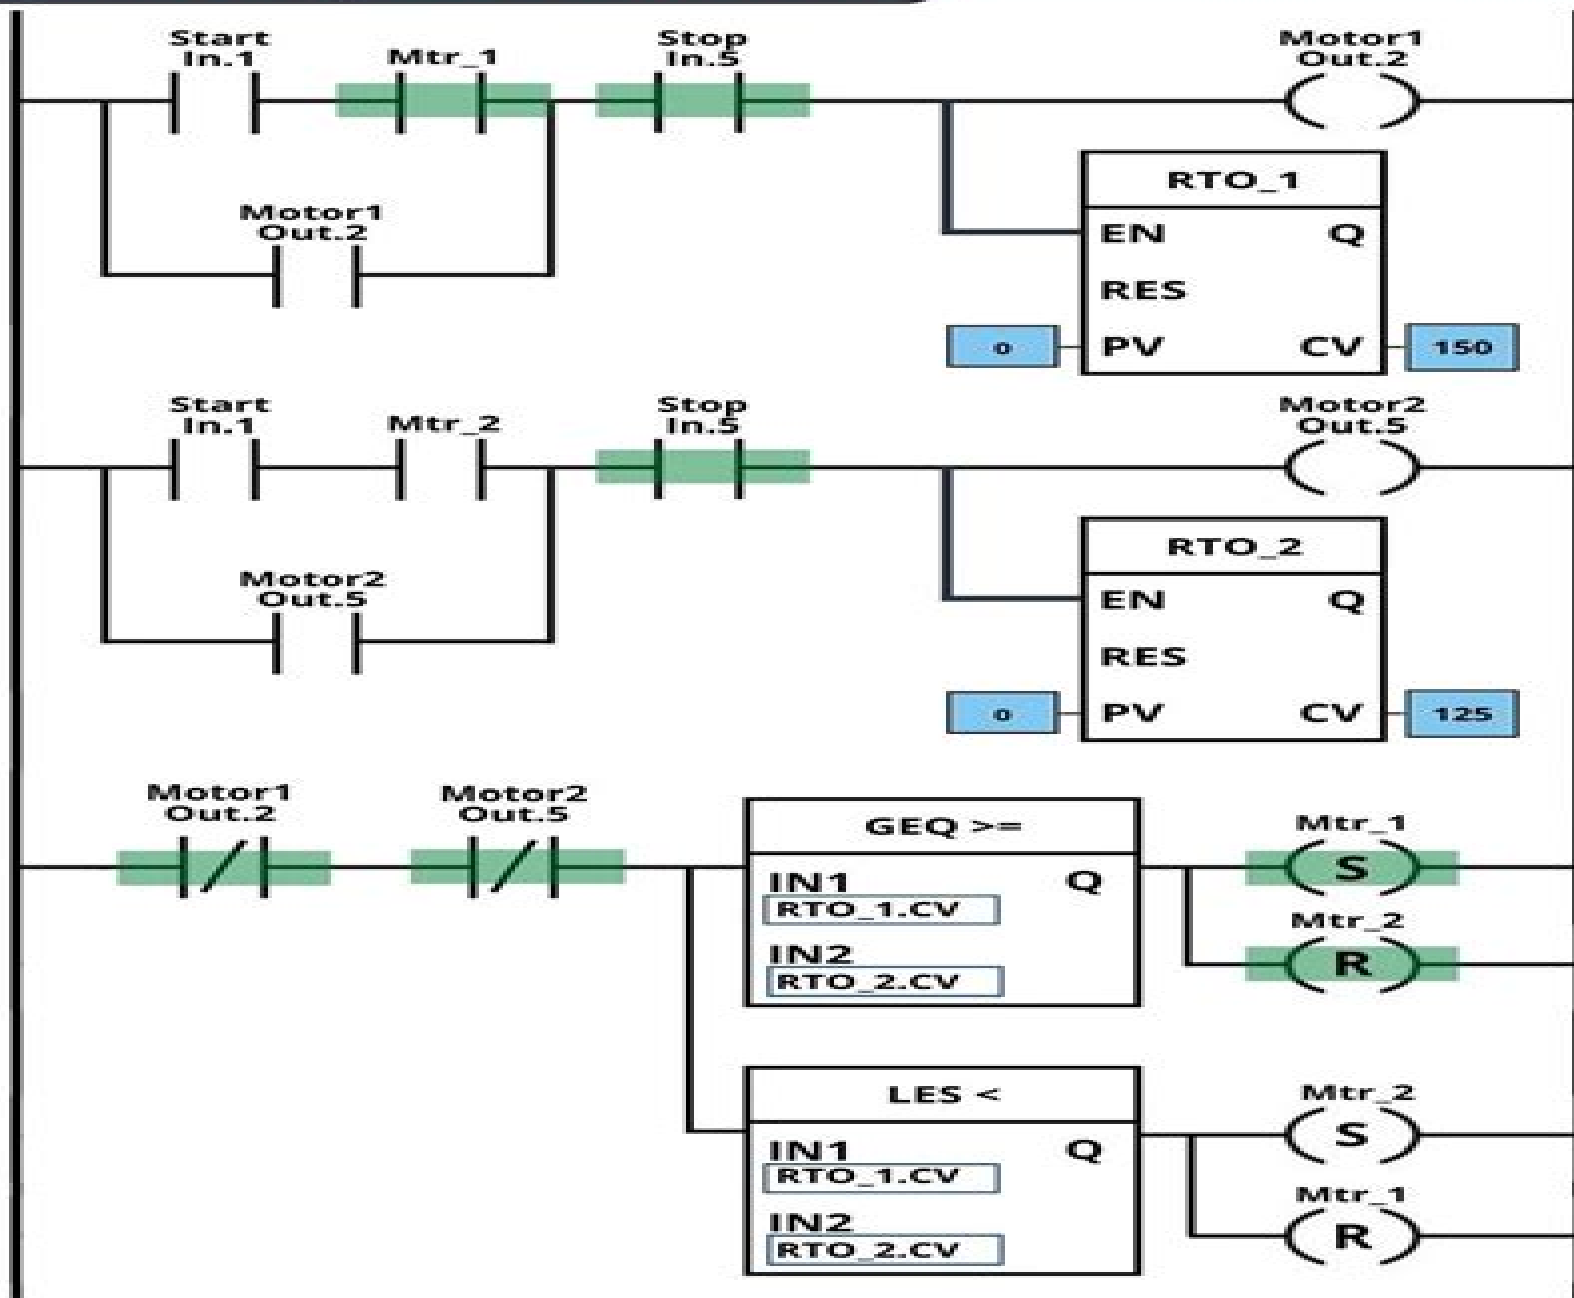 Start
In.1
Mtr_1
Stop
In.5
Motor1
Out.2
Motor1
Out.2
RTO_1
EN Q
RES
0 PV CV 150
Start
In.1
Mtr_2
Stop
In.5
Motor2
Out.5
Motor2
Out.5
RTO_2
EN Q
RES
0 PV CV 125
Motor1
Out.2
Motor2
Out.5
GEQ >=
IN1 Q
RTO_1.CV
IN2
RTO_2.CV
Mtr_1
S
Mtr_2
R
LES <
IN1 Q
RTO_1.CV
IN2
RTO_2.CV
Mtr_2
S
Mtr_1
R